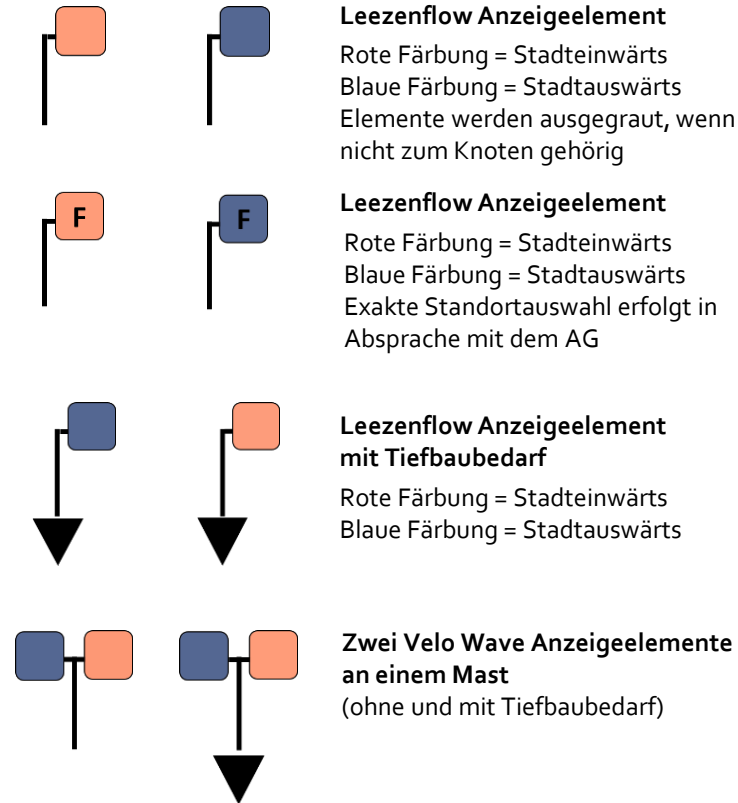 Leezenflow Anzeigeelement
Rote Färbung = Stadteinwärts
Blaue Färbung = Stadtauswärts
Elemente werden ausgegraut, wenn
nicht zum Knoten gehörig
F F
Leezenflow Anzeigeelement
Rote Färbung = Stadteinwärts
Blaue Färbung = Stadtauswärts
Exakte Standortauswahl erfolgt in
Absprache mit dem AG
Leezenflow Anzeigeelement
mit Tiefbaubedarf
Rote Färbung = Stadteinwärts
Blaue Färbung = Stadtauswärts
Zwei Velo Wave Anzeigeelemente
an einem Mast
(ohne und mit Tiefbaubedarf)